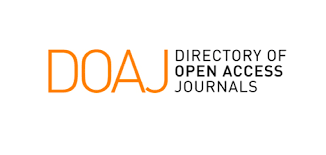 DOAJ
DIRECTORY OF
OPEN ACCESS
JOURNALS